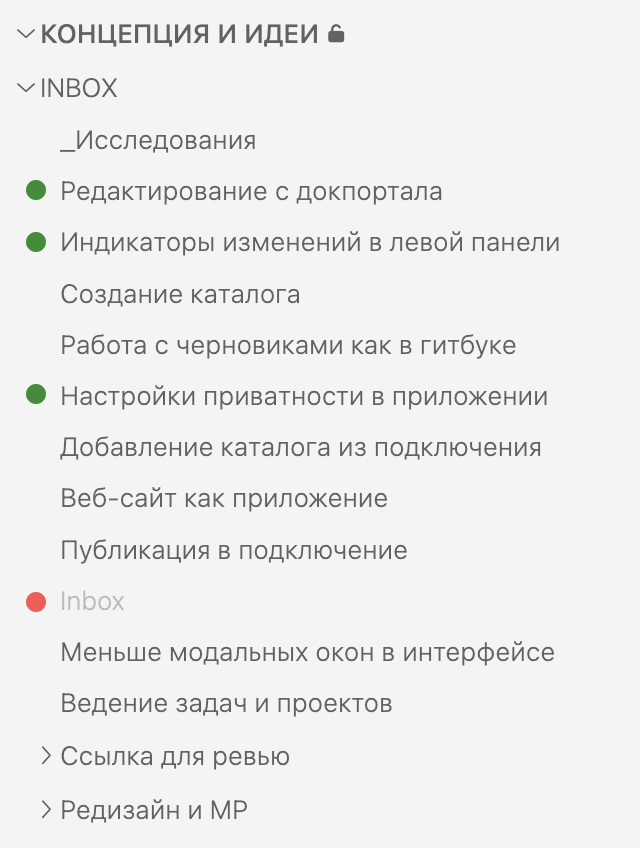 КОНЦЕПЦИЯ И ИДЕИ
INBOX
_Исследования
Редактирование с докпортала
Индикаторы изменений в левой панели
Создание каталога
Работа с черновиками как в гитбуке
Настройки приватности в приложении
Добавление каталога из подключения
Веб-сайт как приложение
Публикация в подключение
Inbox
Меньше модальных окон в интерфейсе
Ведение задач и проектов
Ссылка для ревью
Редизайн и МР